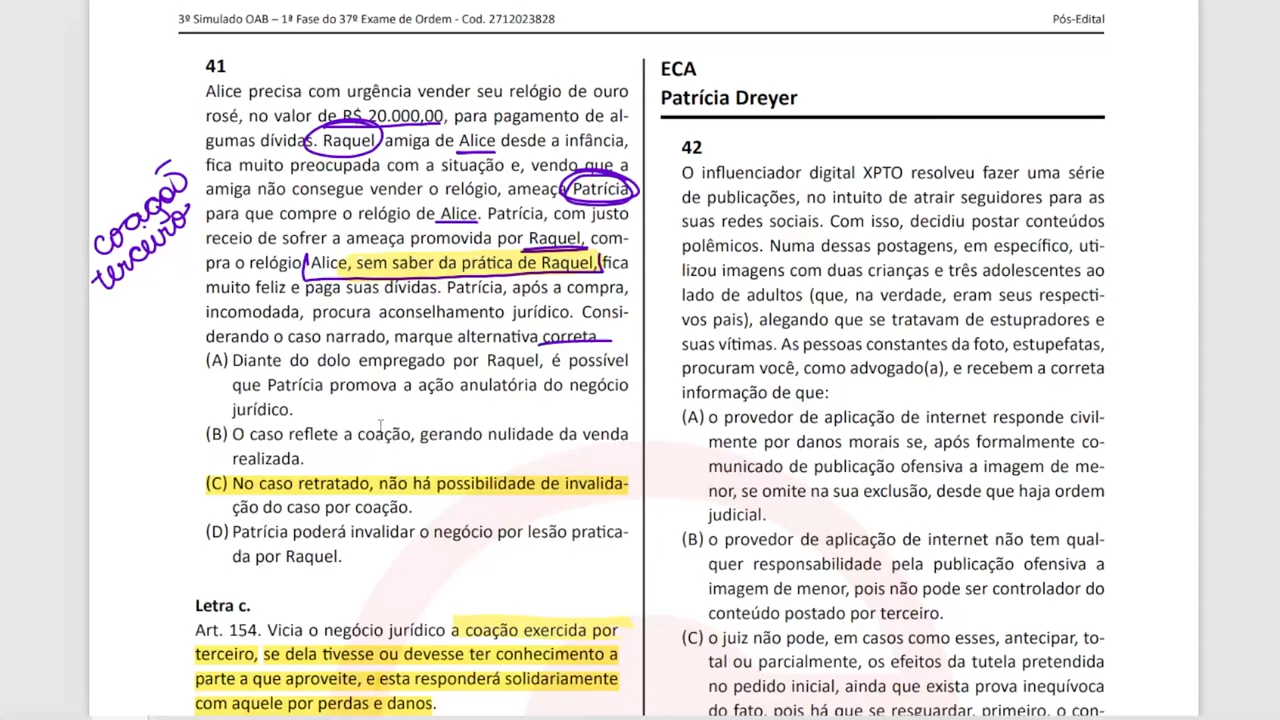 3º Simulado OAB – 1ª Fase do 37º Exame de Ordem - Cod. 2712023828
Pós-Edital
41
Alice precisa com urgência vender seu relógio de ouro
rosé, no valor de R$ 20.000,00, para pagamento de al-
gumas dívidas. Raquel, amiga de Alice desde a infância,
fica muito preocupada com a situação e, vendo que a
amiga não consegue vender o relógio, ameaça Patrícia
para que compre o relógio de Alice. Patrícia, com justo
receio de sofrer a ameaça promovida por Raquel, com-
pra o relógio. Alice, sem saber da prática de Raquel, fica
muito feliz e paga suas dívidas. Patrícia, após a compra,
incomodada, procura aconselhamento jurídico. Consi-
derando o caso narrado, marque alternativa correta.
(A) Diante do dolo empregado por Raquel, é possível
que Patrícia promova a ação anulatória do negócio
jurídico.
(B) O caso reflete a coação, gerando nulidade da venda
realizada.
(C) No caso retratado, não há possibilidade de invalida-
ção do caso por coação.
(D) Patrícia poderá invalidar o negócio por lesão pratica-
da por Raquel.
Letra c.
Art. 154. Vicia o negócio jurídico a coação exercida por
terceiro, se dela tivesse ou devesse ter conhecimento a
parte a que aproveite, e esta responderá solidariamente
com aquele por perdas e danos.
coação
terceiro
ECA
Patrícia Dreyer
42
O influenciador digital XPTO resolveu fazer uma série
de publicações, no intuito de atrair seguidores para as
suas redes sociais. Com isso, decidiu postar conteúdos
polêmicos. Numa dessas postagens, em específico, uti-
lizou imagens com duas crianças e três adolescentes ao
lado de adultos (que, na verdade, eram seus respecti-
vos pais), alegando que se tratavam de estupradores e
suas vítimas. As pessoas constantes da foto, estupefatas,
procuram você, como advogado(a), e recebem a correta
informação de que:
(A) o provedor de aplicação de internet responde civil-
mente por danos morais se, após formalmente co-
municado de publicação ofensiva a imagem de me-
nor, se omite na sua exclusão, desde que haja ordem
judicial.
(B) o provedor de aplicação de internet não tem qual-
quer responsabilidade pela publicação ofensiva a
imagem de menor, pois não pode ser controlador do
conteúdo postado por terceiro.
(C) o juiz não pode, em casos como esses, antecipar, to-
tal ou parcialmente, os efeitos da tutela pretendida
no pedido inicial, ainda que exista prova inequívoca
do fato, pois há que se resguardar, primeiro, o con-